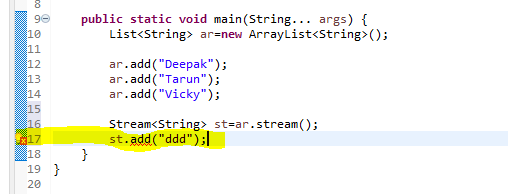 8
9 public static void main(String... args) {
10 List<String> ar=new ArrayList<String>();
11
12 ar.add("Deepak");
13 ar.add("Tarun");
14 ar.add("Vicky");
15
16 Stream<String> st=ar.stream();
17 st.add("ddd");
18 }
19 }
20